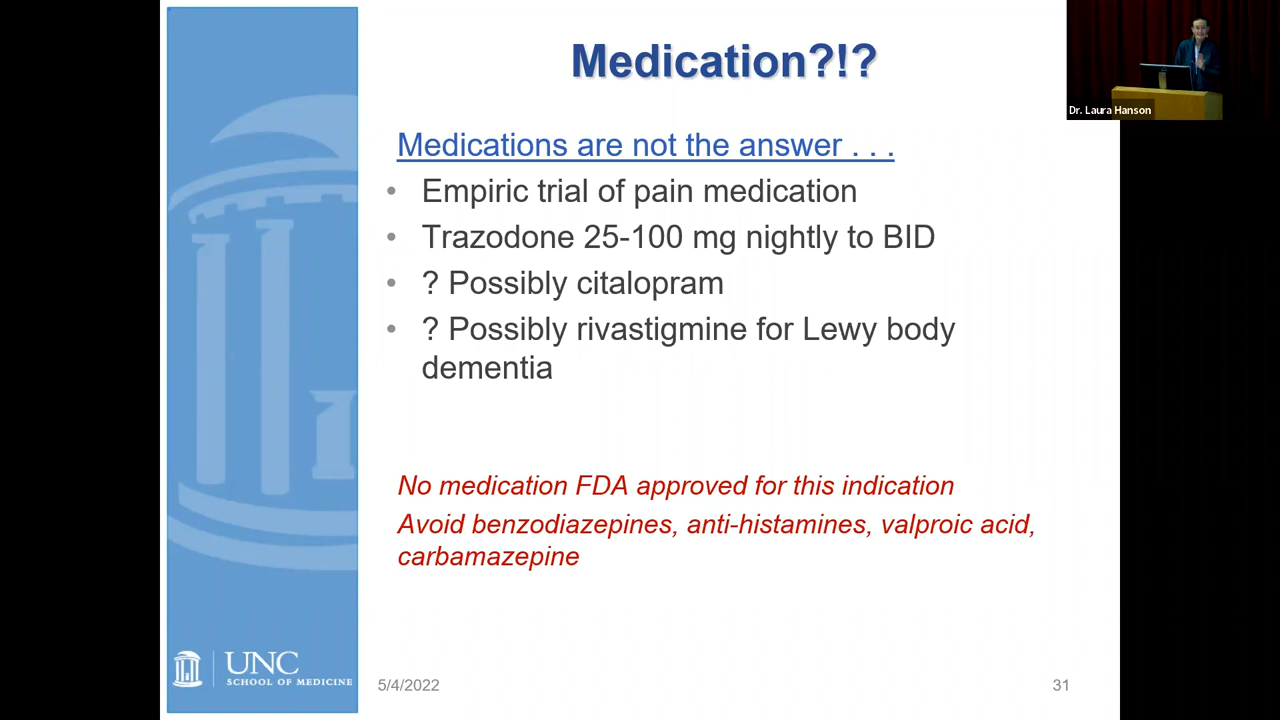 Medication?!?
Dr. Laura Hanson
Medications are not the answer . . .
• Empiric trial of pain medication
• Trazodone 25-100 mg nightly to BID
• ? Possibly citalopram
• ? Possibly rivastigmine for Lewy body
dementia
No medication FDA approved for this indication
Avoid benzodiazepines, anti-histamines, valproic acid,
carbamazepine
UNC
SCHOOL OF MEDICINE
5/4/2022
31